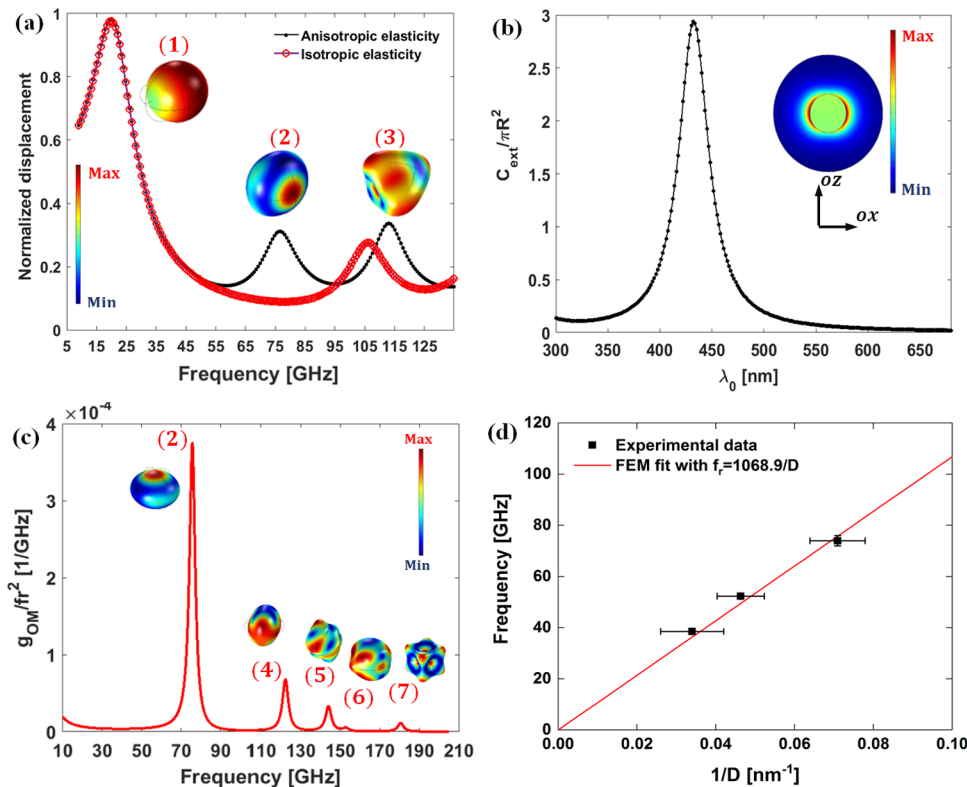 (a)
Anisotropic elasticity
Isotropic elasticity
(1)
(2)
(3)
Max
Min
Normalized displacement
1
0.8
0.6
0.4
0.2
0
5 15 25 35 45 55 65 75 85 95 105 115 125
Frequency [GHz]
(b)
Max
Min
oz
ox
C_ext/πR²
3
2.5
2
1.5
1
0.5
0
300 350 400 450 500 550 600 650
λ₀ [nm]
(c)
×10⁻⁴
(2)
(4)
(5)
(6)
(7)
Max
Min
g_OM/fr² [1/GHz]
4
3
2
1
0
10 30 50 70 90 110 130 150 170 190 210
Frequency [GHz]
(d)
Experimental data
FEM fit with fᵣ=1068.9/D
Frequency [GHz]
120
100
80
60
40
20
0
0.00 0.02 0.04 0.06 0.08 0.10
1/D [nm⁻¹]